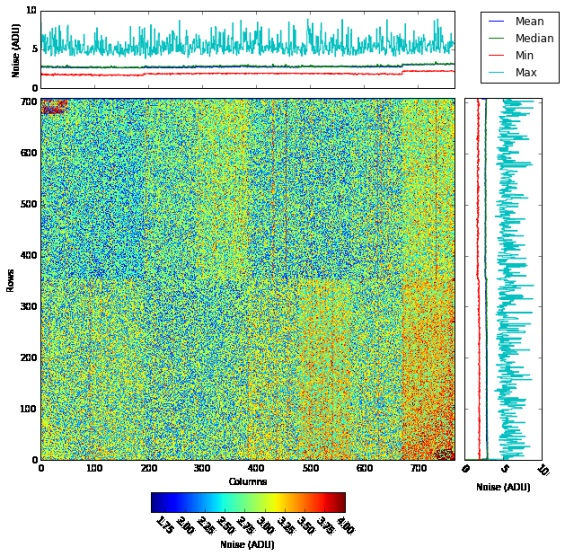 10
5
0
Noise (ADU)
Mean
Median
Min
Max
700
600
500
400
300
200
100
0
Rows
0 100 200 300 400 500 600 700
Columns
0 5 10
Noise (ADU)
1.75 2.00 2.25 2.50 2.75 3.00 3.25 3.50 3.75 4.00
Noise (ADU)